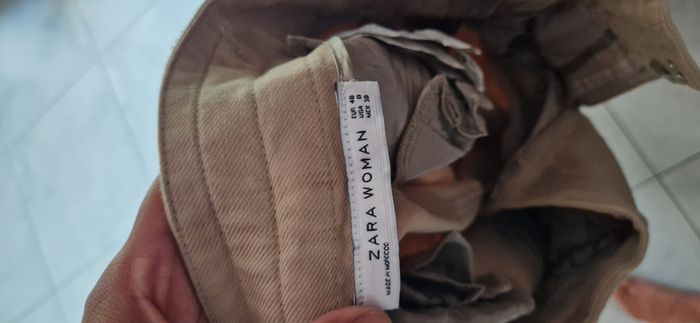 EUR 40
USA 8
MEX 30
ZARA WOMAN
MADE IN MOROCCO